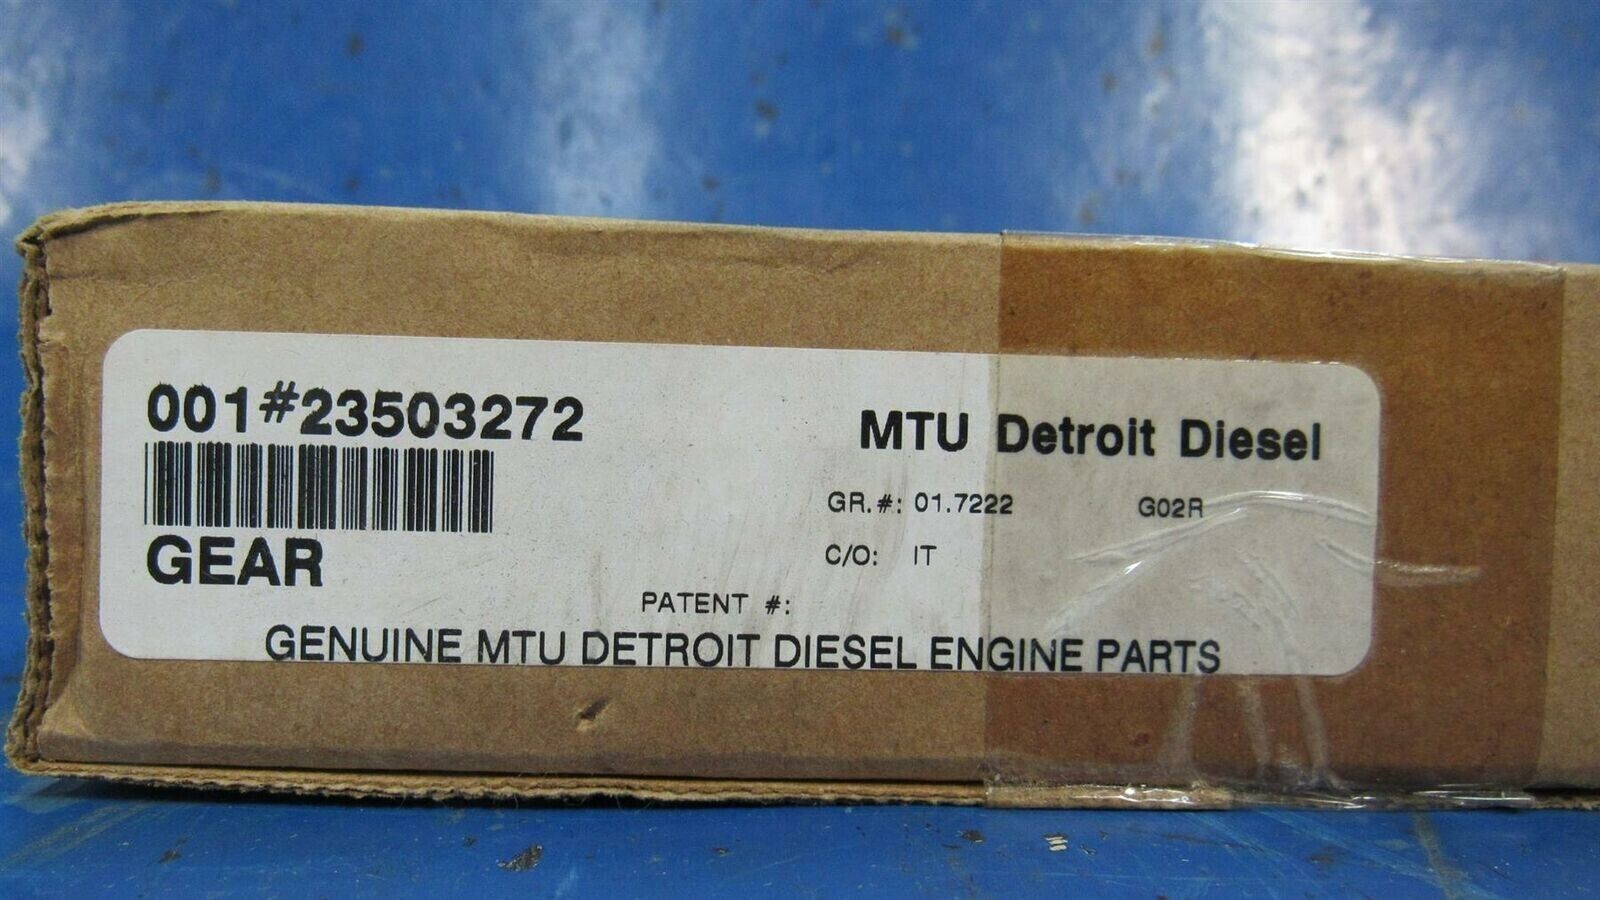 001#23503272
MTU Detroit Diesel
GR.#: 01.7222 G02R
GEAR
C/O: IT
PATENT #:
GENUINE MTU DETROIT DIESEL ENGINE PARTS